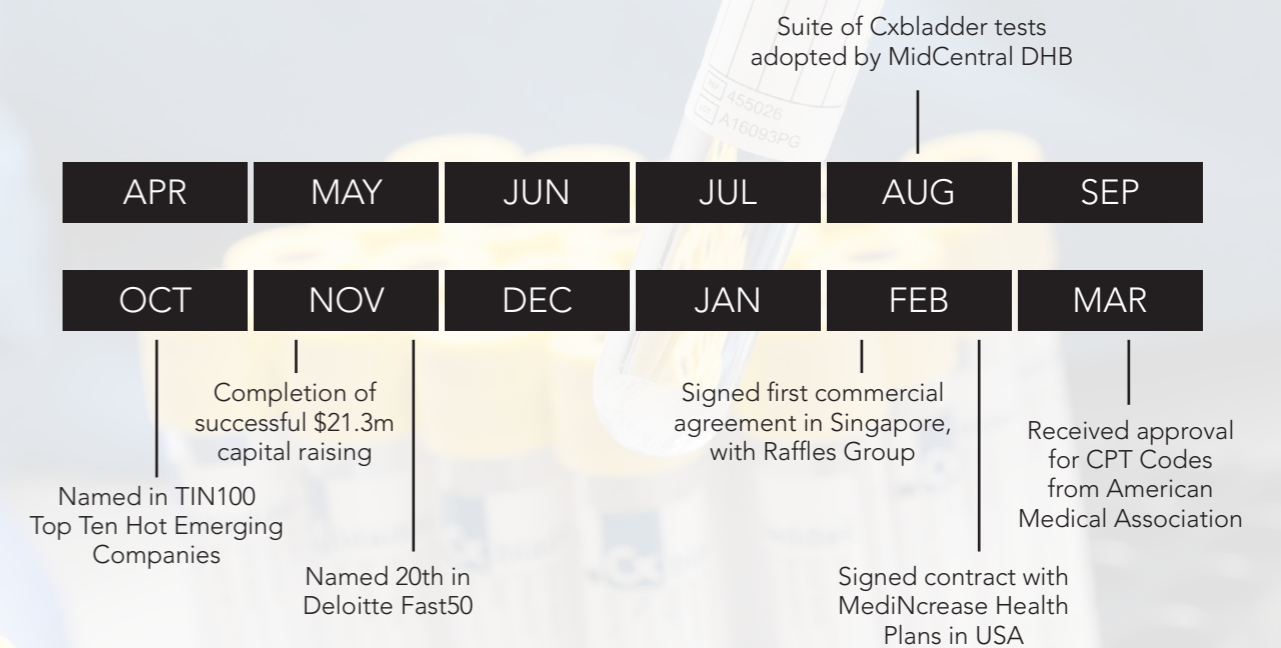 Suite of Cxbladder tests
adopted by MidCentral DHB
455026
A16093PG
APR
MAY
JUN
JUL
AUG
SEP
OCT
NOV
DEC
JAN
FEB
MAR
Completion of
successful $21.3m
capital raising
Signed first commercial
agreement in Singapore,
with Raffles Group
Received approval
for CPT Codes
from American
Medical Association
Named in TIN100
Top Ten Hot Emerging
Companies
Named 20th in
Deloitte Fast50
Signed contract with
MediNcrease Health
Plans in USA